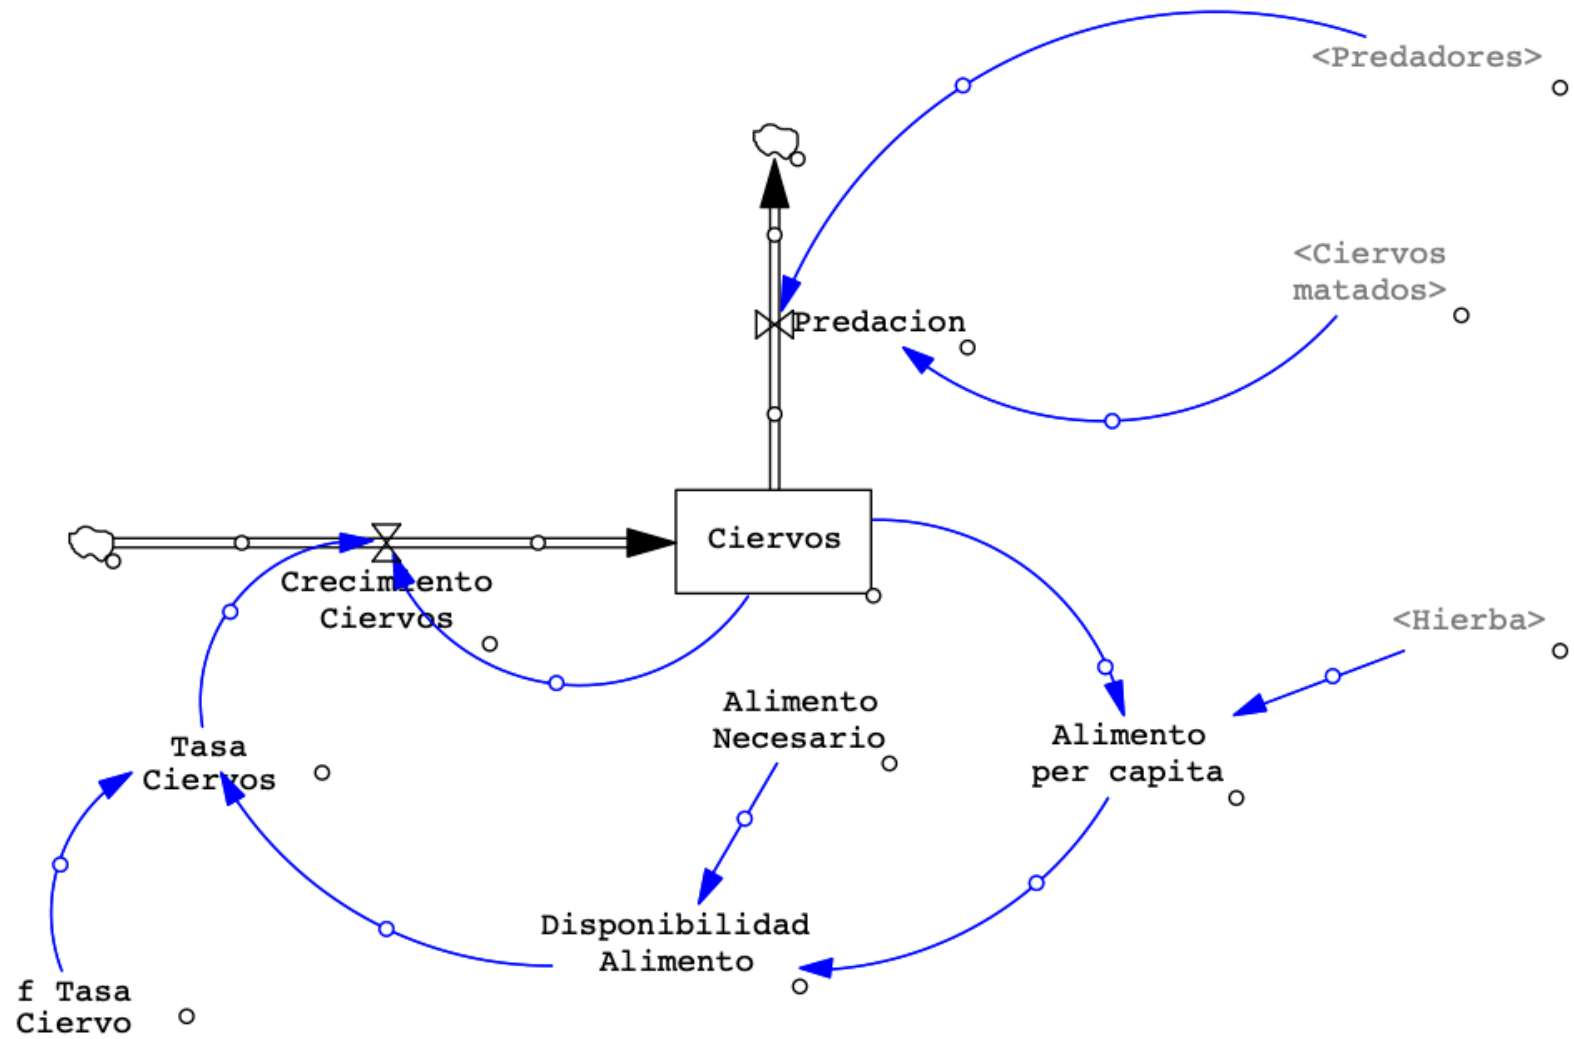 <Predadores>
<Ciervos
matados>
Predacion
Ciervos
Crecimiento
Ciervos
<Hierba>
Alimento
Necesario
Alimento
per capita
Tasa
Ciervos
Disponibilidad
Alimento
f Tasa
Ciervo